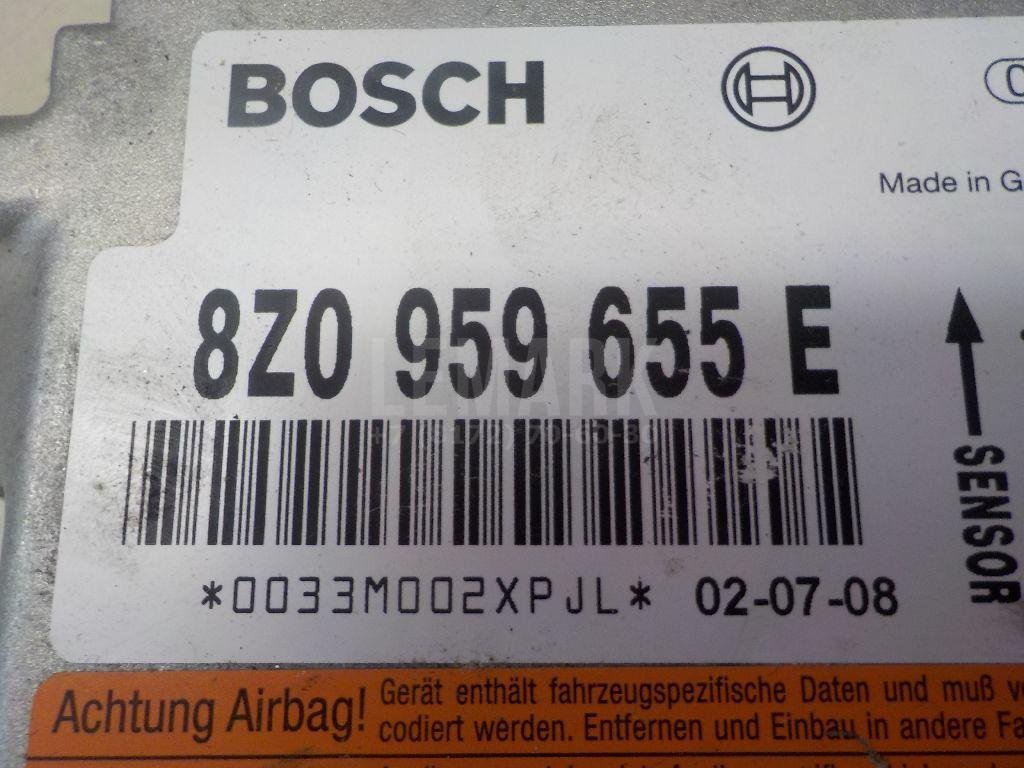 BOSCH
Made in G
8Z0 959 655 E
LEMARK
SENSOR
*0033M002XPJL* 02-07-08
Achtung Airbag! Gerät enthält fahrzeugspezifische Daten und muß
codiert werden. Entfernen und Einbau in andere Fa